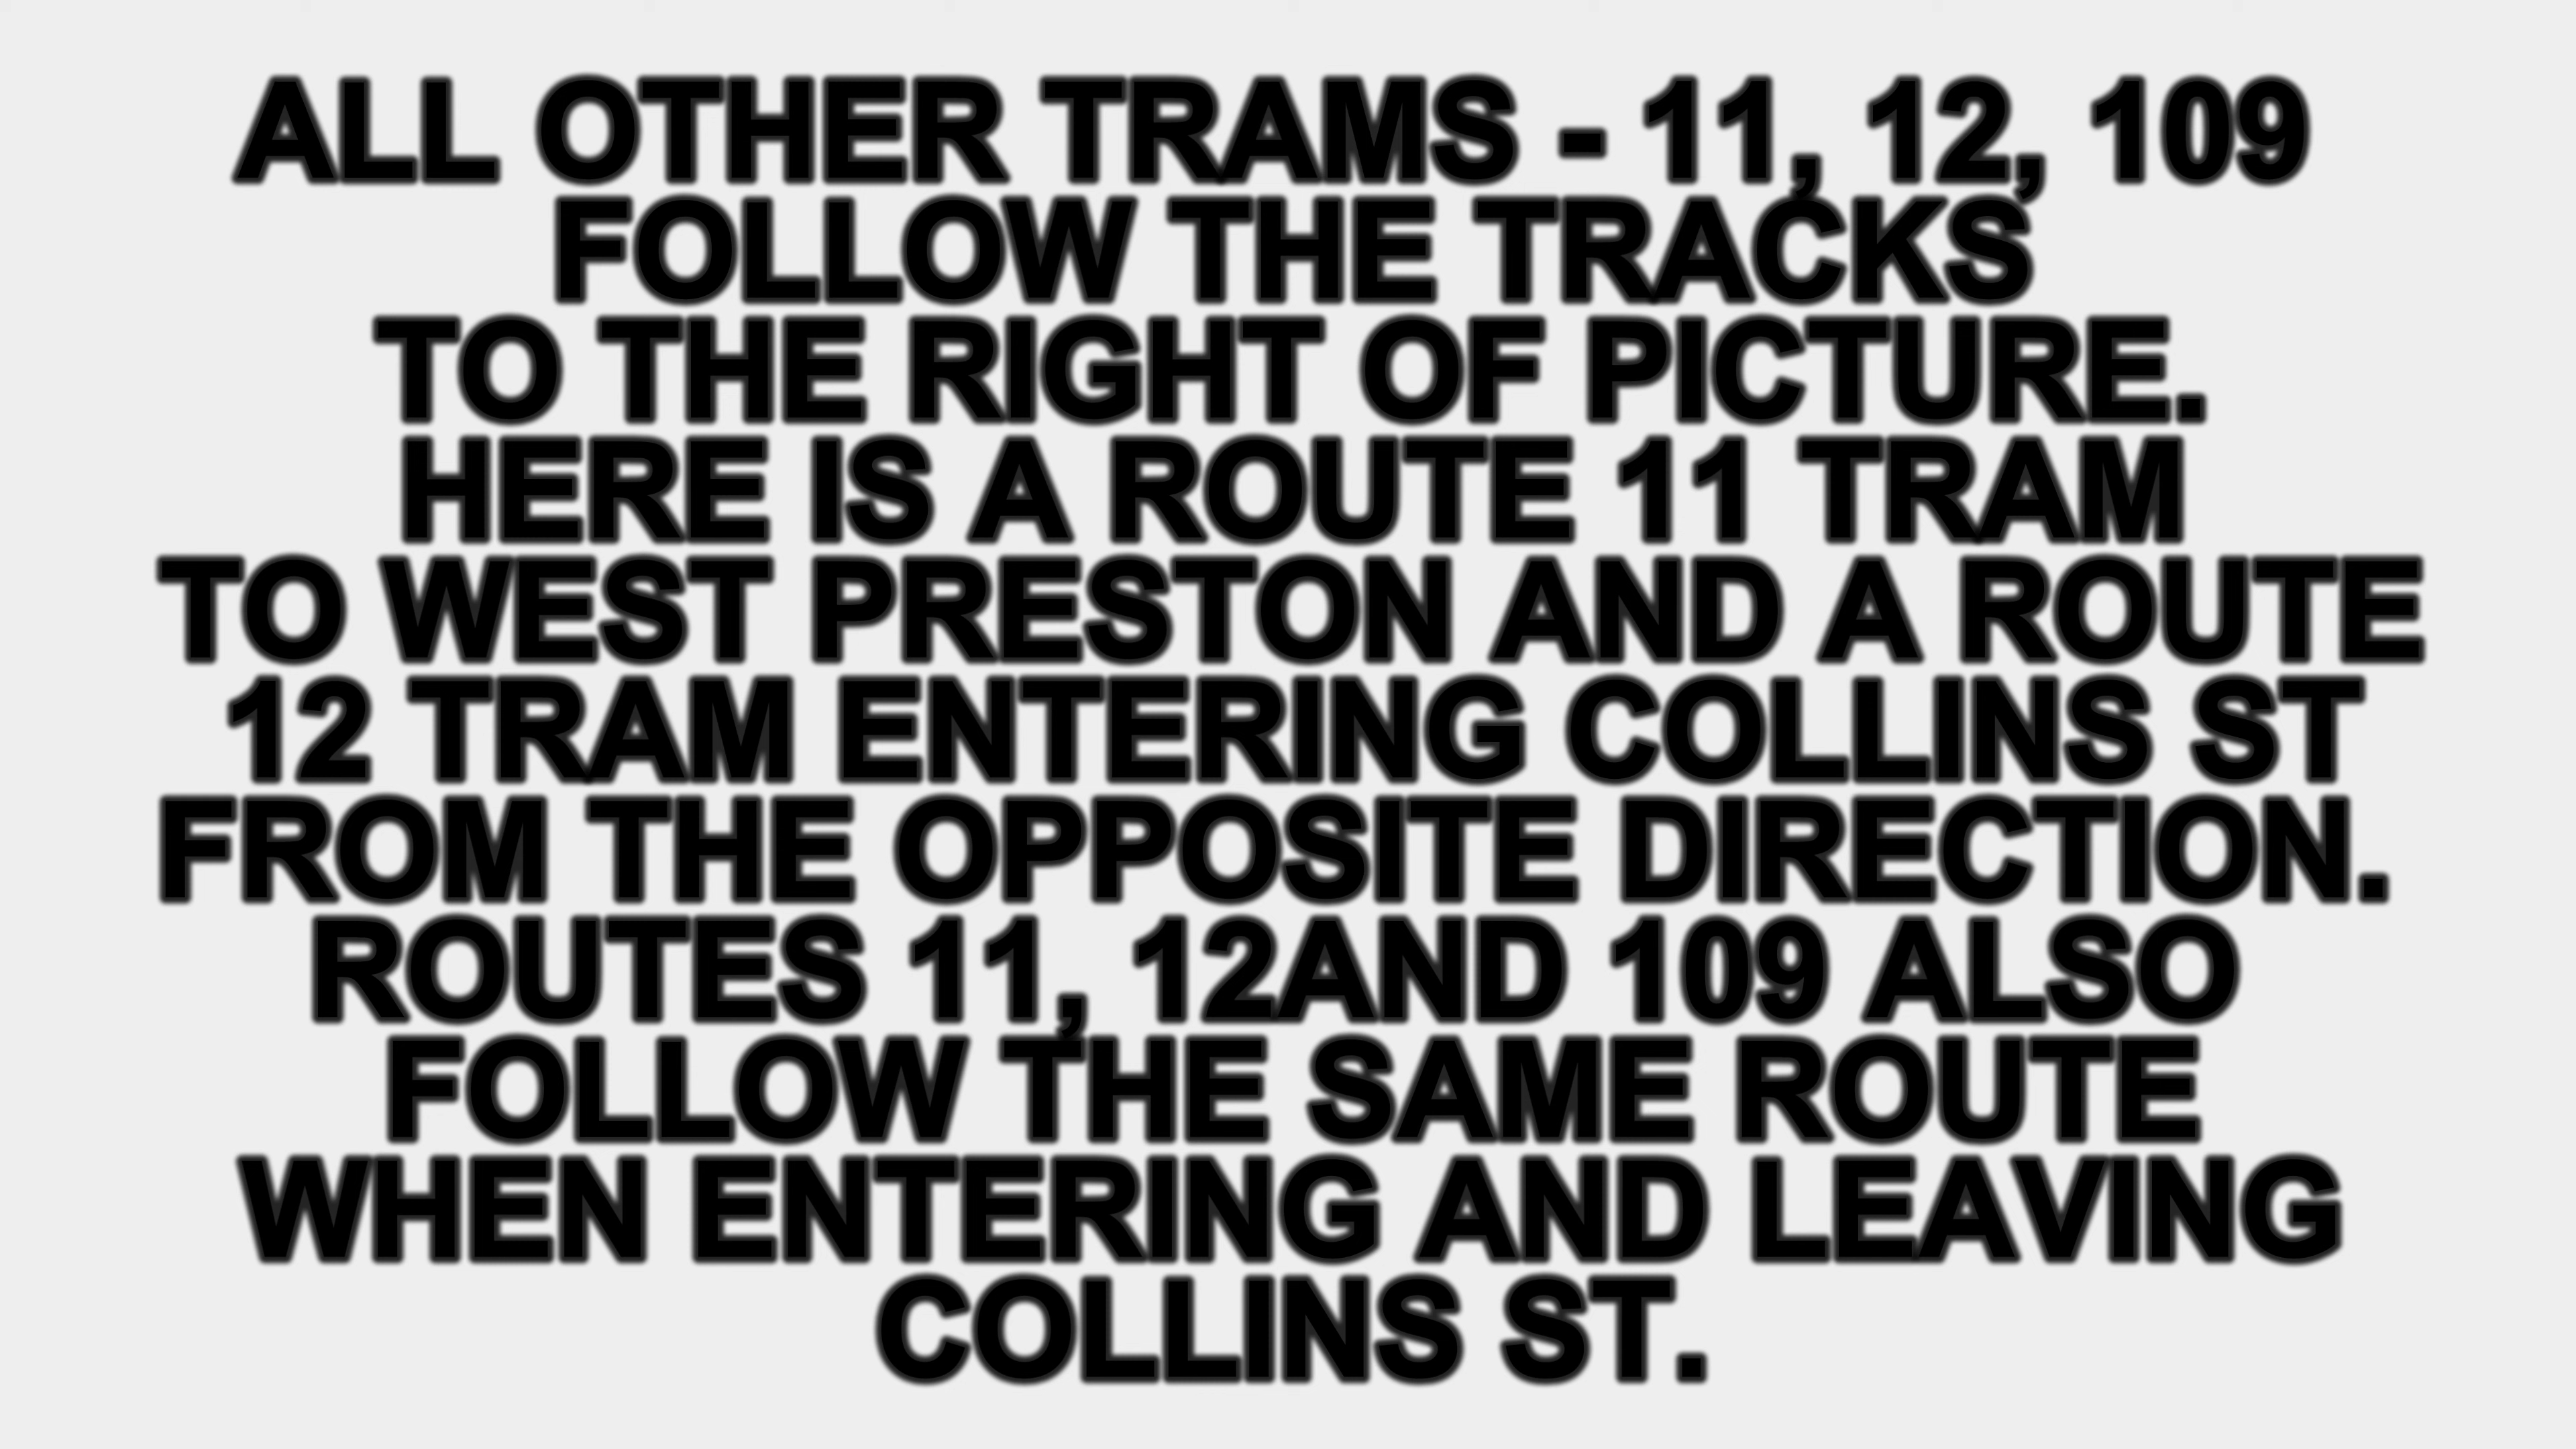 ALL OTHER TRAMS - 11, 12, 109
FOLLOW THE TRACKS
TO THE RIGHT OF PICTURE.
HERE IS A ROUTE 11 TRAM
TO WEST PRESTON AND A ROUTE
12 TRAM ENTERING COLLINS ST
FROM THE OPPOSITE DIRECTION.
ROUTES 11, 12AND 109 ALSO
FOLLOW THE SAME ROUTE
WHEN ENTERING AND LEAVING
COLLINS ST.